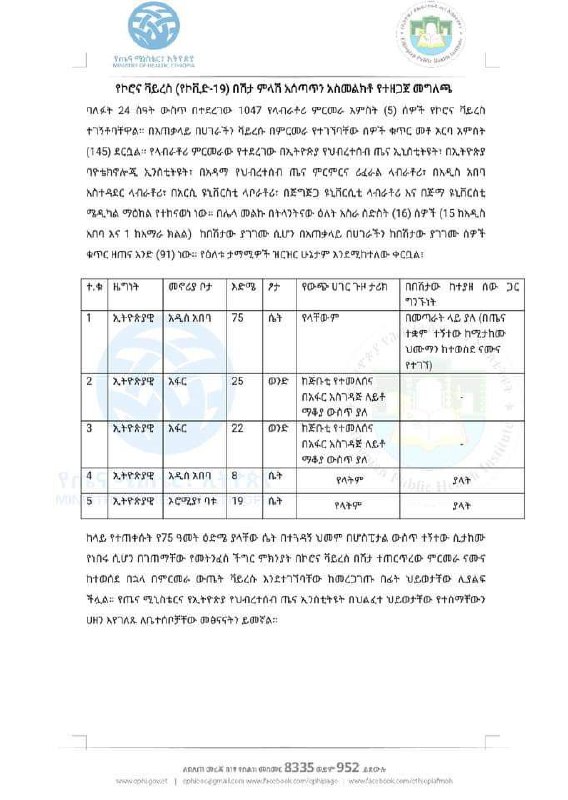 የጤና ሚኒስቴር፣ ኢትዮጵያ
MINISTRY OF HEALTH, ETHIOPIA
Ethiopian Public Health Institute
የኮሮና ቫይረስ (የኮቪድ-19) በሽታ ምላሽ አሰጣጥን አስመልክቶ የተዘጋጀ መግለጫ
ባለፉት 24 ሰዓት ውስጥ በተደረገው 1047 የላብራቶሪ ምርመራ አምስት (5) ሰዎች የኮሮና ቫይረስ
ተገኝቶባቸዋል። በአጠቃላይ በሀገራችን ቫይረሱ በምርመራ የተገኘባቸው ሰዎች ቁጥር መቶ አርባ አምስት
(145) ደርሷል። የላብራቶሪ ምርመራው የተደረገው በኢትዮጵያ የህብረተሰብ ጤና ኢኒስቲትዩት፣ በኢትዮጵያ
ባዮቴክኖሎጂ ኢንስቲትዩት፣ በአዳማ የህብረተሰብ ጤና ምርምርና ሪፈራል ላብራቶሪ፣ በአዲስ አበባ
አስተዳደር ላብራቶሪ፣ በአርሲ ዩኒቨርስቲ ላቦራቶሪ፣ በጅግጅጋ ዩኒቨርሲቲ ላብራቶሪ እና በጅማ ዩኒቨርስቲ
ሜዲካል ማዕከል የተከናወነ ነው። በሌላ መልኩ በትላንትናው ዕለት አስራ ስድስት (16) ሰዎች (15 ከአዲስ
አበባ እና 1 ከአማራ ክልል) ከበሽታው ያገገሙ ሲሆን በአጠቃላይ በሀገራችን ከበሽታው ያገገሙ ሰዎች
ቁጥር ዘጠና አንድ (91) ነው። የዕለቱ ታማሚዎች ዝርዝር ሁኔታም እንደሚከተለው ቀርቧል፣
ተ.ቁ ዜግነት መኖሪያ ቦታ እድሜ ፆታ የውጭ ሀገር ጉዞ ታሪክ በበሽታው ከተያዘ ሰው ጋር
ግንኙነት
1 ኢትዮጵያዊ አዲስ አበባ 75 ሴት የላቸውም በመጣራት ላይ ያለ (በጤና
ተቋም ተኝተው ከሚታከሙ
ህሙማን ከተወሰደ ናሙና
የተገኘ)
2 ኢትዮጵያዊ አፋር 25 ወንድ ከጅቡቲ የተመለሰና
በአፋር አስገዳጅ ለይቶ -
ማቆያ ውስጥ ያለ
3 ኢትዮጵያዊ አፋር 22 ወንድ ከጅቡቲ የተመለሰና
በአፋር አስገዳጅ ለይቶ -
ማቆያ ውስጥ ያለ
4 ኢትዮጵያዊ አዲስ አበባ 8 ሴት የላትም ያላት
5 ኢትዮጵያዊ ኦሮሚያ፣ ባቱ 19 ሴት የላትም ያላት
ከላይ የተጠቀሱት የ75 ዓመት ዕድሜ ያላቸው ሴት በተጓዳኝ ህመም በሆስፒታል ውስጥ ተኝተው ሲታከሙ
የነበሩ ሲሆን በገጠማቸው የመትንፈስ ችግር ምክንያት በኮሮና ቫይረስ በሽታ ተጠርጥረው ምርመራ ናሙና
ከተወሰደ በኋላ በምርመራ ውጤት ቫይረሱ እንደተገኘባቸው ከመረጋገጡ በፊት ህይወታቸው ሊያልፍ
ችሏል። የጤና ሚኒስቴርና የኢትዮጵያ የህብረተሰብ ጤና ኢንስቲትዩት በህልፈተ ህይወታቸው የተሰማቸውን
ሀዘን እየገለጹ ለቤተሰቦቻቸው መፅናናትን ይመኛል።
ለበለጠ መረጃ በነፃ የስልክ መስመር 8335 ወይም 952 ይደውሉ
www.ephi.gov.et | ephieoc@gmail.com www.facebook.com/ephipage www.facebook.com/ethiopiafmoh